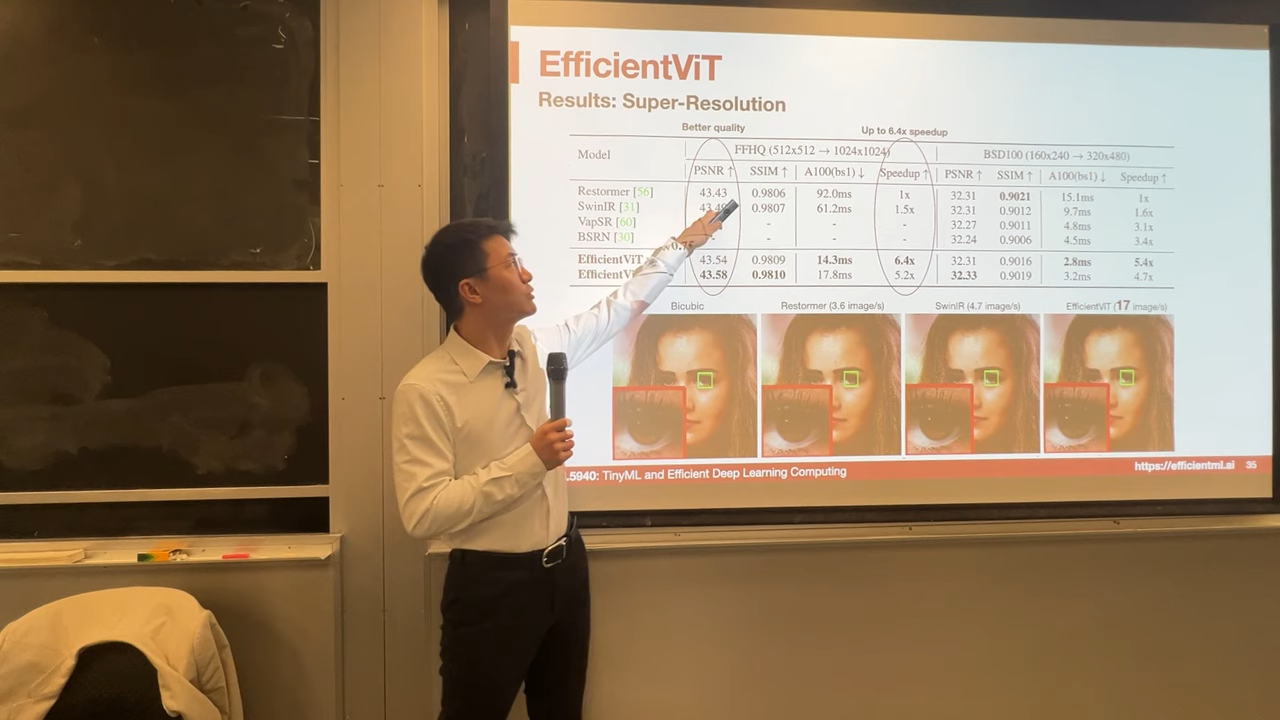 EfficientViT
Results: Super-Resolution
Better quality Up to 6.4x speedup
Model FFHQ (512x512 → 1024x1024) BSD100 (160x240 → 320x480)
PSNR ↑ SSIM ↑ A100(bs1) ↓ Speedup ↑ PSNR ↑ SSIM ↑ A100(bs1) ↓ Speedup ↑
Restormer [56] 43.43 0.9806 92.0ms 1x 32.31 0.9021 15.1ms 1x
SwinIR [31] 43.49 0.9807 61.2ms 1.5x 32.31 0.9012 9.7ms 1.6x
VapSR [60] - - - 32.27 0.9011 4.8ms 3.1x
BSRN [30] - - - 32.24 0.9006 4.5ms 3.4x
EfficientViT 43.54 0.9809 14.3ms 6.4x 32.31 0.9016 2.8ms 5.4x
43.58 0.9810 17.8ms 5.2x 32.33 0.9019 3.2ms 4.7x
Bicubic Restormer (3.6 image/s) SwinIR (4.7 image/s) EfficientViT (17 image/s)
5940: TinyML and Efficient Deep Learning Computing https://efficientml.ai 35